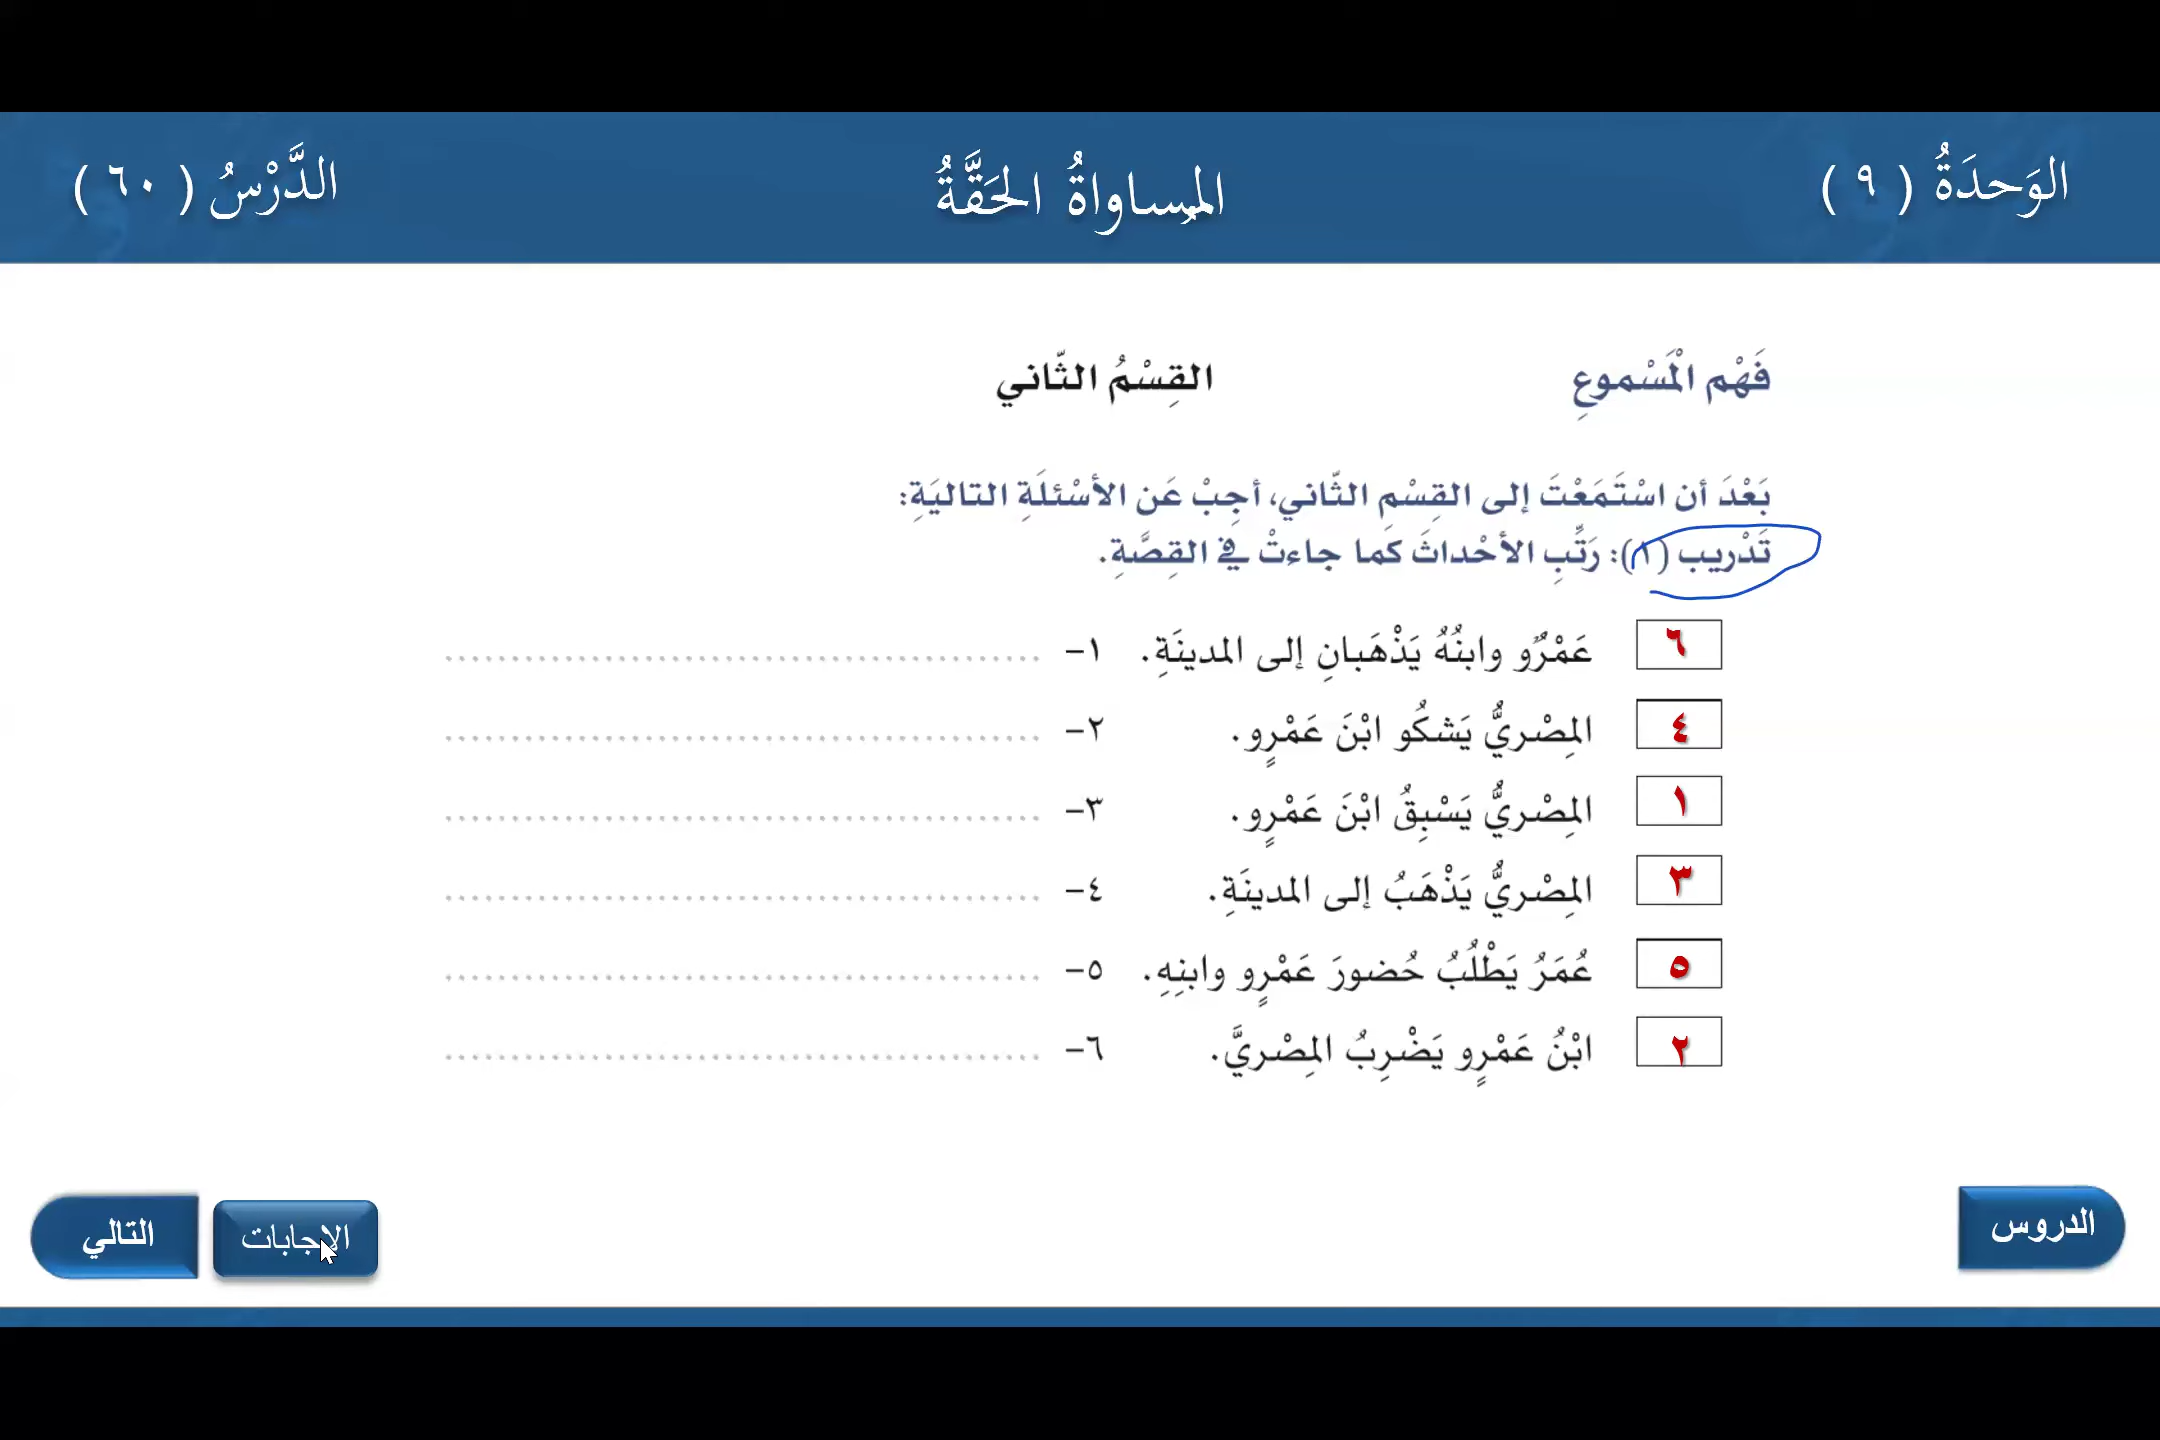 الوَحدَةُ ( ٩ )
المساواةُ الحَقَّةُ
الدَّرْسُ ( ٦٠ )
فَهْم الْمَسْموعِ
القِسْمُ الثّاني
بَعْدَ أن اسْتَمَعْتَ إلى القِسْمِ الثّاني، أجِبْ عَن الأسْئلَةِ التاليَةِ:
تَدْريب (١): رَتِّبِ الأحْداثَ كَما جاءتْ في القِصَّةِ.
٦ عَمْرٌو وابنُهُ يَذْهَبانِ إلى المدينَةِ. ١- ..............................................
٤ المِصْريُّ يَشكُو ابْنَ عَمْرٍو. ٢- ..............................................
١ المِصْريُّ يَسْبِقُ ابْنَ عَمْرٍو. ٣- ..............................................
٣ المِصْريُّ يَذْهَبُ إلى المدينَةِ. ٤- ..............................................
٥ عُمَرُ يَطْلُبُ حُضورَ عَمْرٍو وابنِهِ. ٥- ..............................................
٢ ابْنُ عَمْرٍو يَضْرِبُ المِصْريَّ. ٦- ..............................................
الدروس
الإجابات
التالي